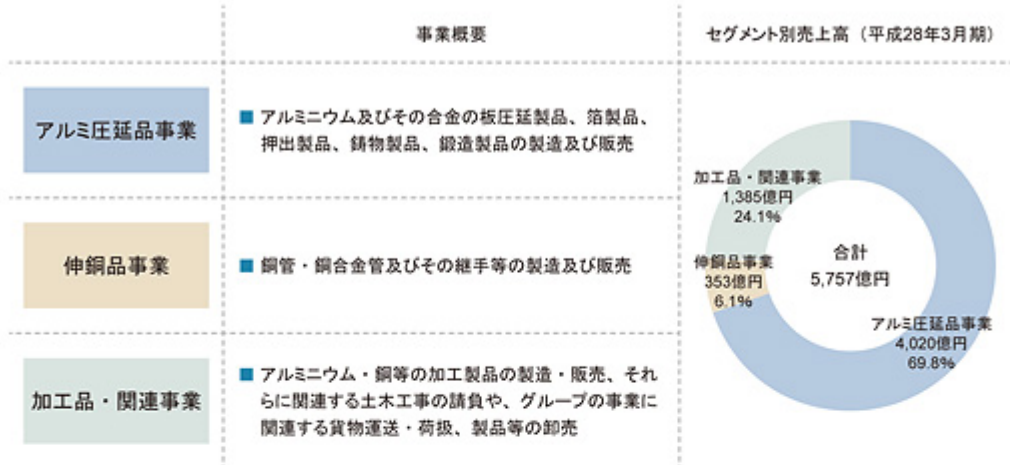 事業概要
セグメント別売上高（平成28年3月期）
アルミ圧延品事業
■ アルミニウム及びその合金の板圧延製品、箔製品、
押出製品、鋳物製品、鍛造製品の製造及び販売
伸銅品事業
■ 銅管・銅合金管及びその継手等の製造及び販売
加工品・関連事業
■ アルミニウム・銅等の加工製品の製造・販売、それ
らに関連する土木工事の請負や、グループの事業に
関連する貨物運送・荷扱、製品等の卸売
加工品・関連事業
1,385億円
24.1%
伸銅品事業
353億円
6.1%
合計
5,757億円
アルミ圧延品事業
4,020億円
69.8%